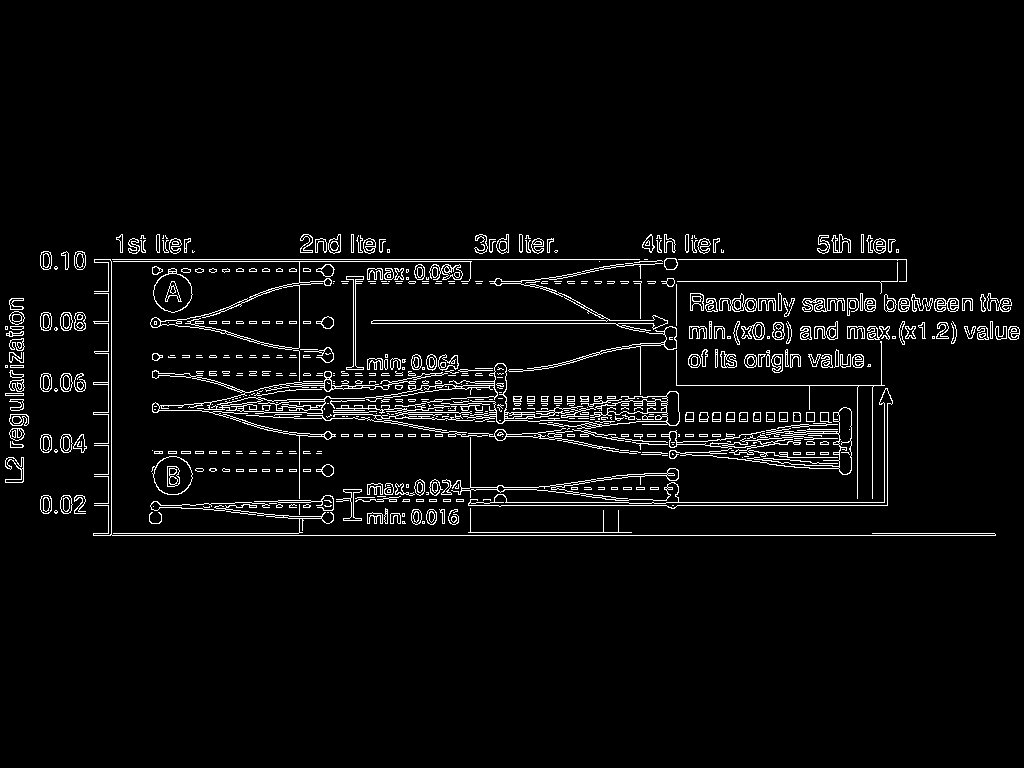 1st Iter. 2nd Iter. 3rd Iter. 4th Iter. 5th Iter.
0.10
max: 0.096
A
Randomly sample between the
min.(x0.8) and max.(x1.2) value
of its origin value.
0.08
min: 0.064
0.06
L2 regularization
0.04
B
max: 0.024
0.02
min: 0.016